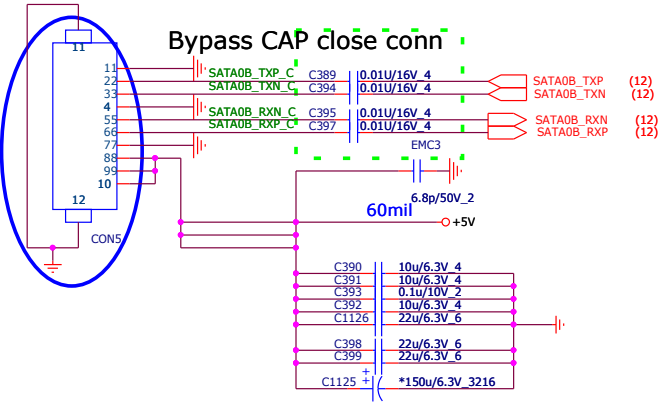 Bypass CAP close conn
11
11
22
33
4
55
66
77
88
99
10
12
CON5
SATA0B_TXP_C C389 0.01U/16V_4 SATA0B_TXP (12)
SATA0B_TXN_C C394 0.01U/16V_4 SATA0B_TXN (12)
SATA0B_RXN_C C395 0.01U/16V_4 SATA0B_RXN (12)
SATA0B_RXP_C C397 0.01U/16V_4 SATA0B_RXP (12)
EMC3
6.8p/50V_2
60mil
+5V
C390 10u/6.3V_4
C391 10u/6.3V_4
C393 0.1u/10V_2
C392 10u/6.3V_4
C1126 22u/6.3V_6
C398 22u/6.3V_6
C399 22u/6.3V_6
C1125 + + *150u/6.3V_3216